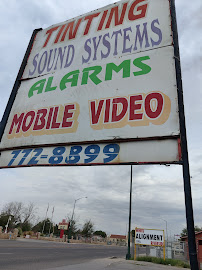 TINTING
SOUND SYSTEMS
ALARMS
MOBILE VIDEO
772-8899
ALIGNMENT